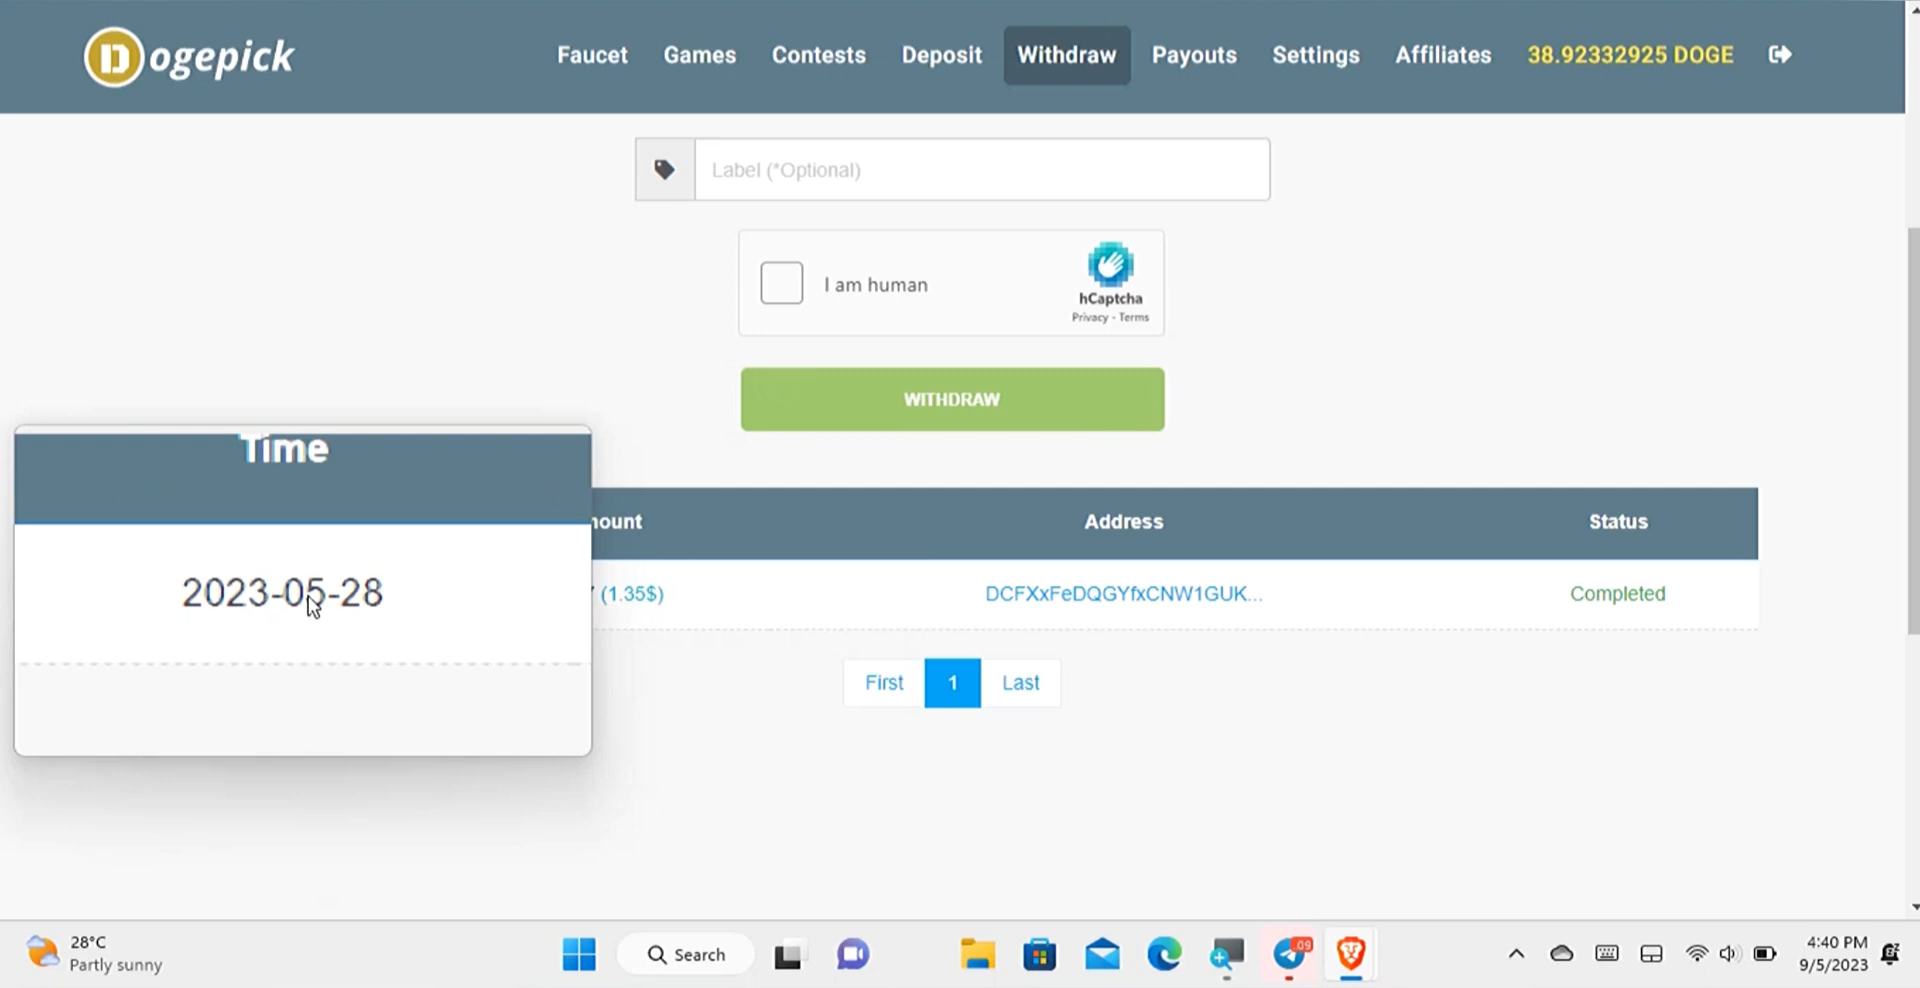 Dogepick
Faucet Games Contests Deposit Withdraw Payouts Settings Affiliates 38.92332925 DOGE
Label (*Optional)
I am human
hCaptcha
Privacy - Terms
WITHDRAW
Time
Address Status
2023-05-28
(1.35$) DCFXxFeDQGYfxCNW1GUK... Completed
First 1 Last
28°C
Partly sunny
Search
09
4:40 PM
9/5/2023